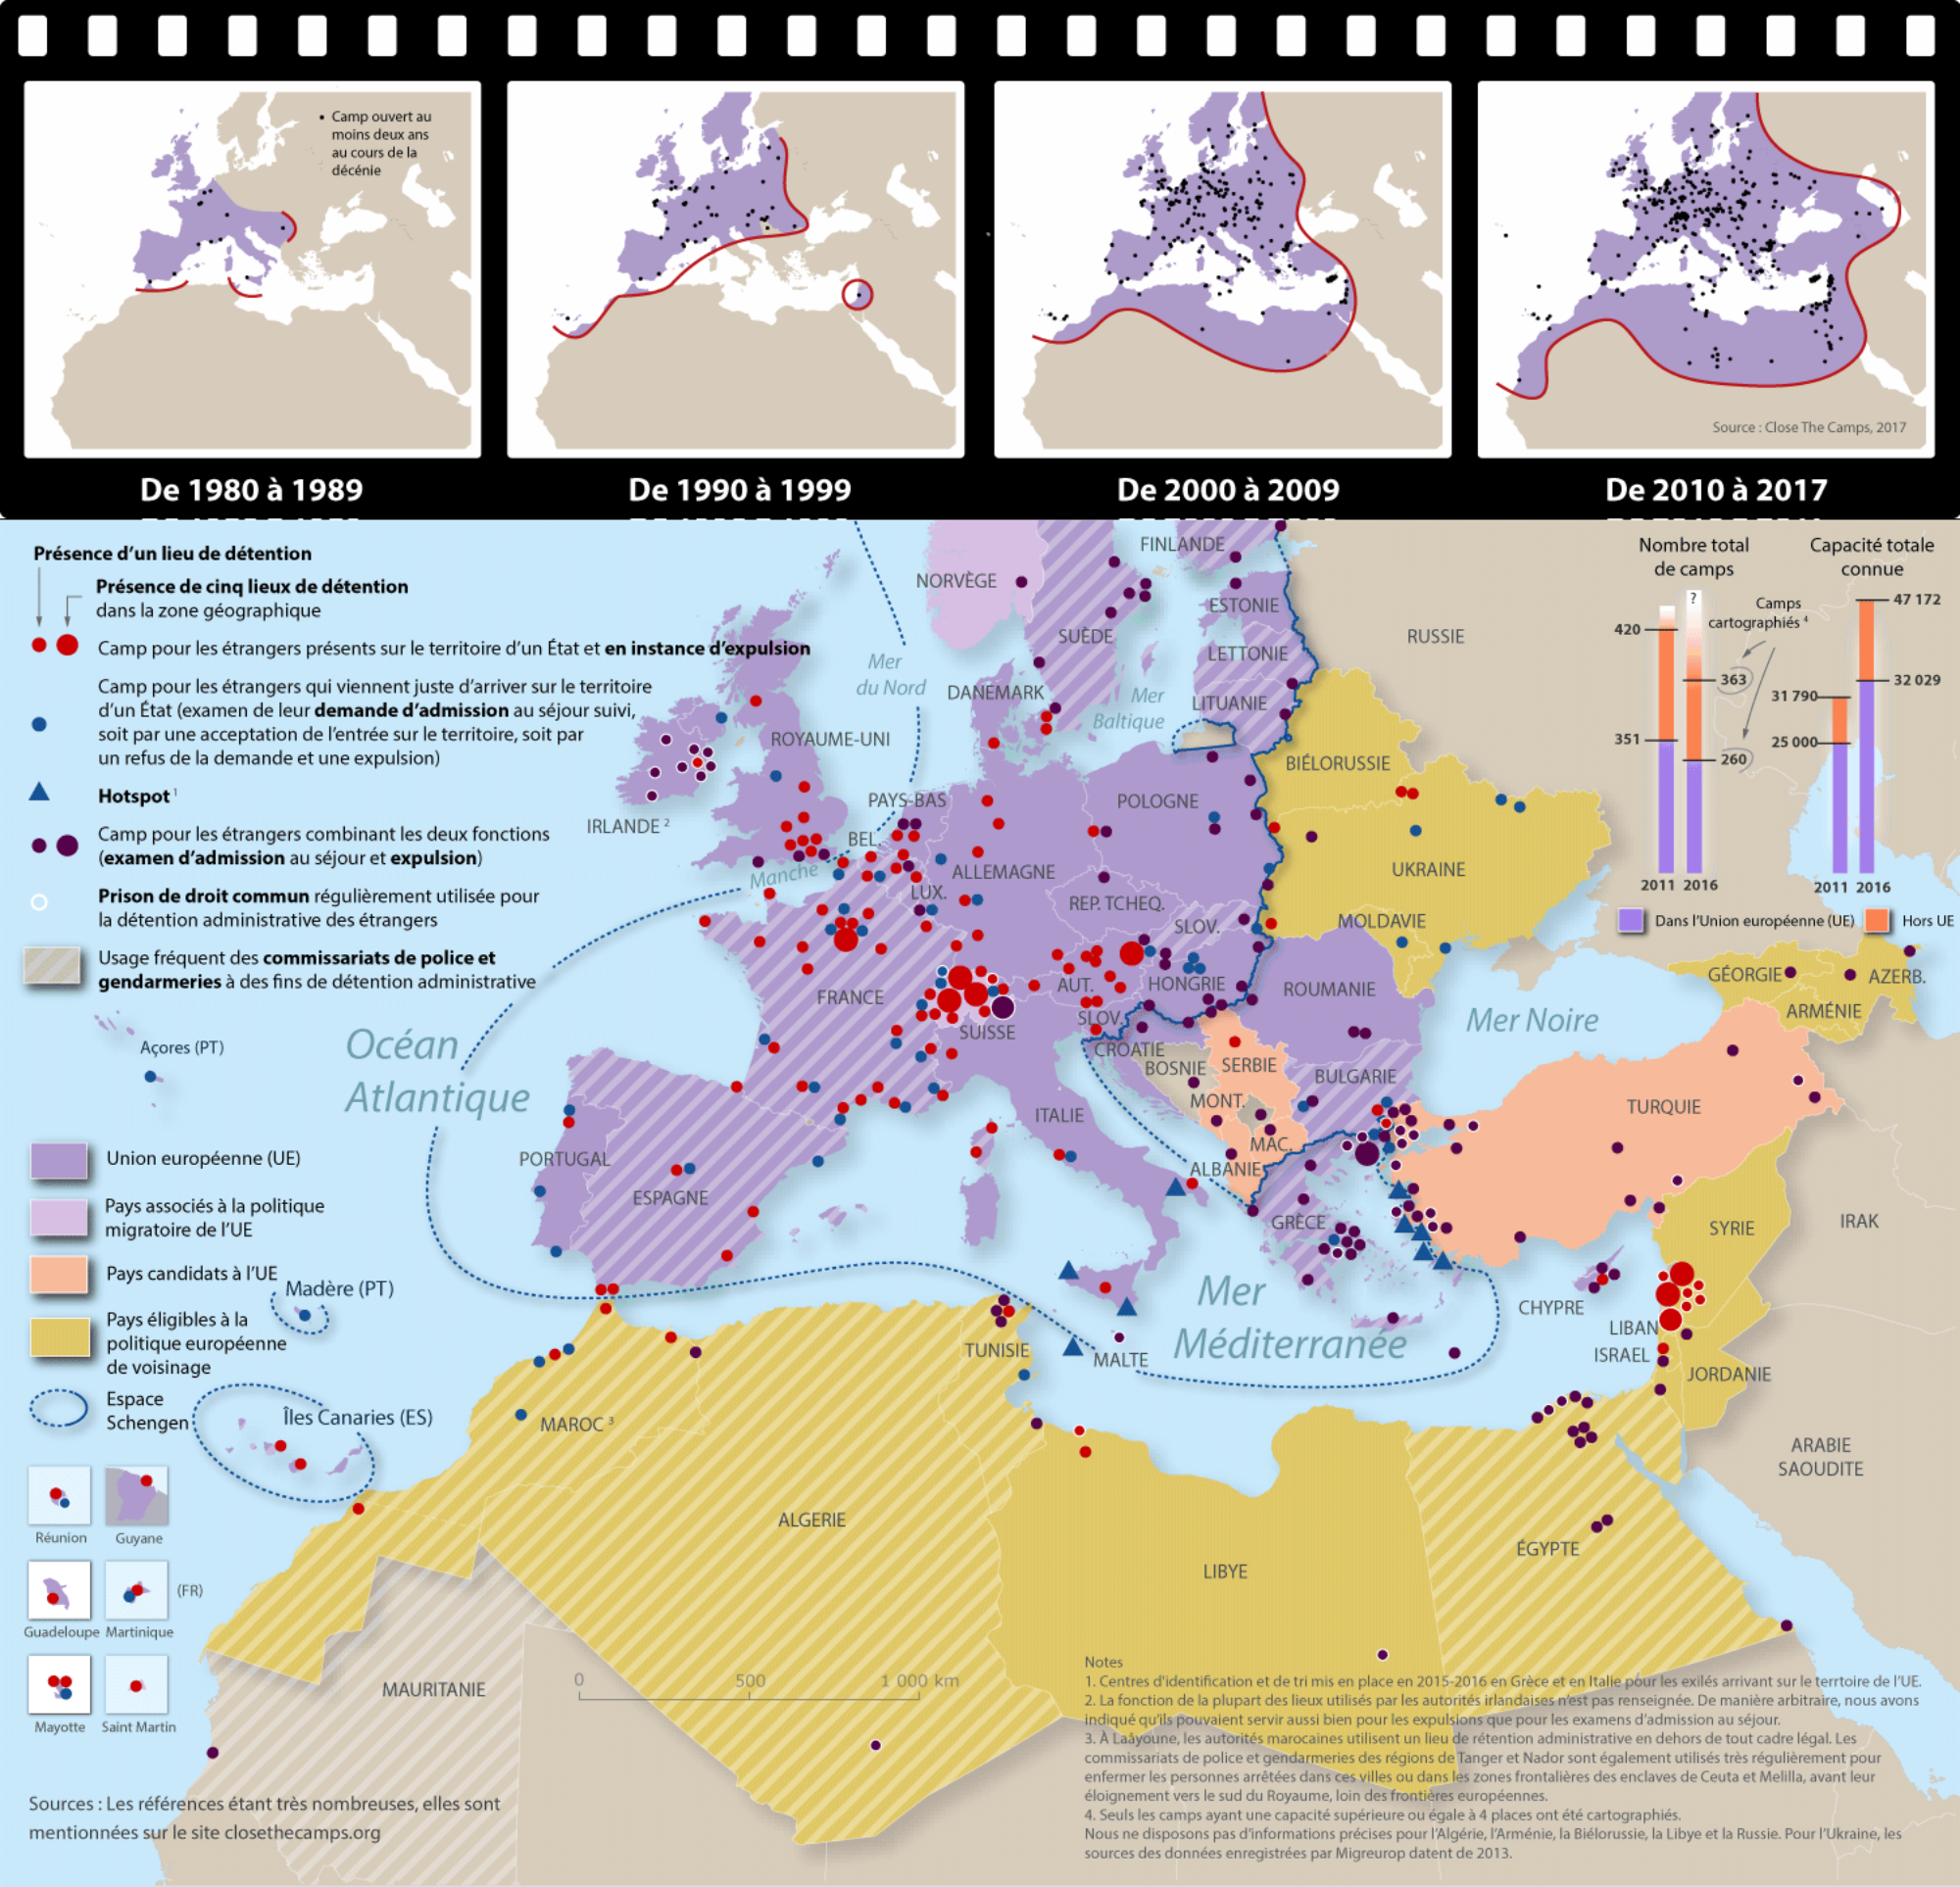 Camp ouvert au
moins deux ans
au cours de la
décénie
Source : Close The Camps, 2017
De 1980 à 1989
De 1990 à 1999
De 2000 à 2009
De 2010 à 2017
Présence d'un lieu de détention
Présence de cinq lieux de détention
dans la zone géographique
Camp pour les étrangers présents sur le territoire d'un État et en instance d'expulsion
Camp pour les étrangers qui viennent juste d'arriver sur le territoire
d'un État (examen de leur demande d'admission au séjour suivi,
soit par une acceptation de l'entrée sur le territoire, soit par
un refus de la demande et une expulsion)
Hotspot 1
Camp pour les étrangers combinant les deux fonctions
(examen d'admission au séjour et expulsion)
Prison de droit commun régulièrement utilisée pour
la détention administrative des étrangers
Usage fréquent des commissariats de police et
gendarmeries à des fins de détention administrative
Açores (PT)
Union européenne (UE)
Pays associés à la politique
migratoire de l'UE
Pays candidats à l'UE
Madère (PT)
Pays éligibles à la
politique européenne
de voisinage
Espace
Schengen
Îles Canaries (ES)
Réunion
Guyane
(FR)
Guadeloupe
Martinique
Mayotte
Saint Martin
Sources : Les références étant très nombreuses, elles sont
mentionnées sur le site closethecamps.org
Nombre total
de camps
Capacité totale
connue
?
Camps
cartographiés 4
420
363
351
260
2011
2016
47 172
32 029
31 790
25 000
2011
2016
Dans l'Union européenne (UE)
Hors UE
FINLANDE
NORVÈGE
ESTONIE
SUÈDE
RUSSIE
LETTONIE
Mer
du Nord
DANEMARK
Mer
Baltique
LITUANIE
ROYAUME-UNI
BIÉLORUSSIE
PAYS-BAS
POLOGNE
IRLANDE 2
BEL.
Manche
ALLEMAGNE
UKRAINE
LUX.
REP. TCHEQ.
SLOV.
MOLDAVIE
GÉORGIE
AZERB.
AUT.
HONGRIE
ROUMANIE
FRANCE
ARMÉNIE
SLOV.
Mer Noire
SUISSE
Océan
Atlantique
CROATIE
BOSNIE
SERBIE
BULGARIE
MONT.
ITALIE
TURQUIE
MAC.
PORTUGAL
ALBANIE
ESPAGNE
GRÈCE
SYRIE
IRAK
Mer
Méditerranée
CHYPRE
LIBAN
ISRAEL
TUNISIE
MALTE
JORDANIE
MAROC 3
ARABIE
SAOUDITE
ALGERIE
ÉGYPTE
LIBYE
MAURITANIE
0
500
1 000 km
Notes
1. Centres d'identification et de tri mis en place en 2015-2016 en Grèce et en Italie pour les exilés arrivant sur le terrtoire de l'UE.
2. La fonction de la plupart des lieux utilisés par les autorités irlandaises n'est pas renseignée. De manière arbitraire, nous avons
indiqué qu'ils pouvaient servir aussi bien pour les expulsions que pour les examens d'admission au séjour.
3. À Laâyoune, les autorités marocaines utilisent un lieu de rétention administrative en dehors de tout cadre légal. Les
commissariats de police et gendarmeries des régions de Tanger et Nador sont également utilisés très régulièrement pour
enfermer les personnes arrêtées dans ces villes ou dans les zones frontalières des enclaves de Ceuta et Melilla, avant leur
éloignement vers le sud du Royaume, loin des frontières européennes.
4. Seuls les camps ayant une capacité supérieure ou égale à 4 places ont été cartographiés.
Nous ne disposons pas d'informations précises pour l'Algérie, l'Arménie, la Biélorussie, la Libye et la Russie. Pour l'Ukraine, les
sources des données enregistrées par Migreurop datent de 2013.